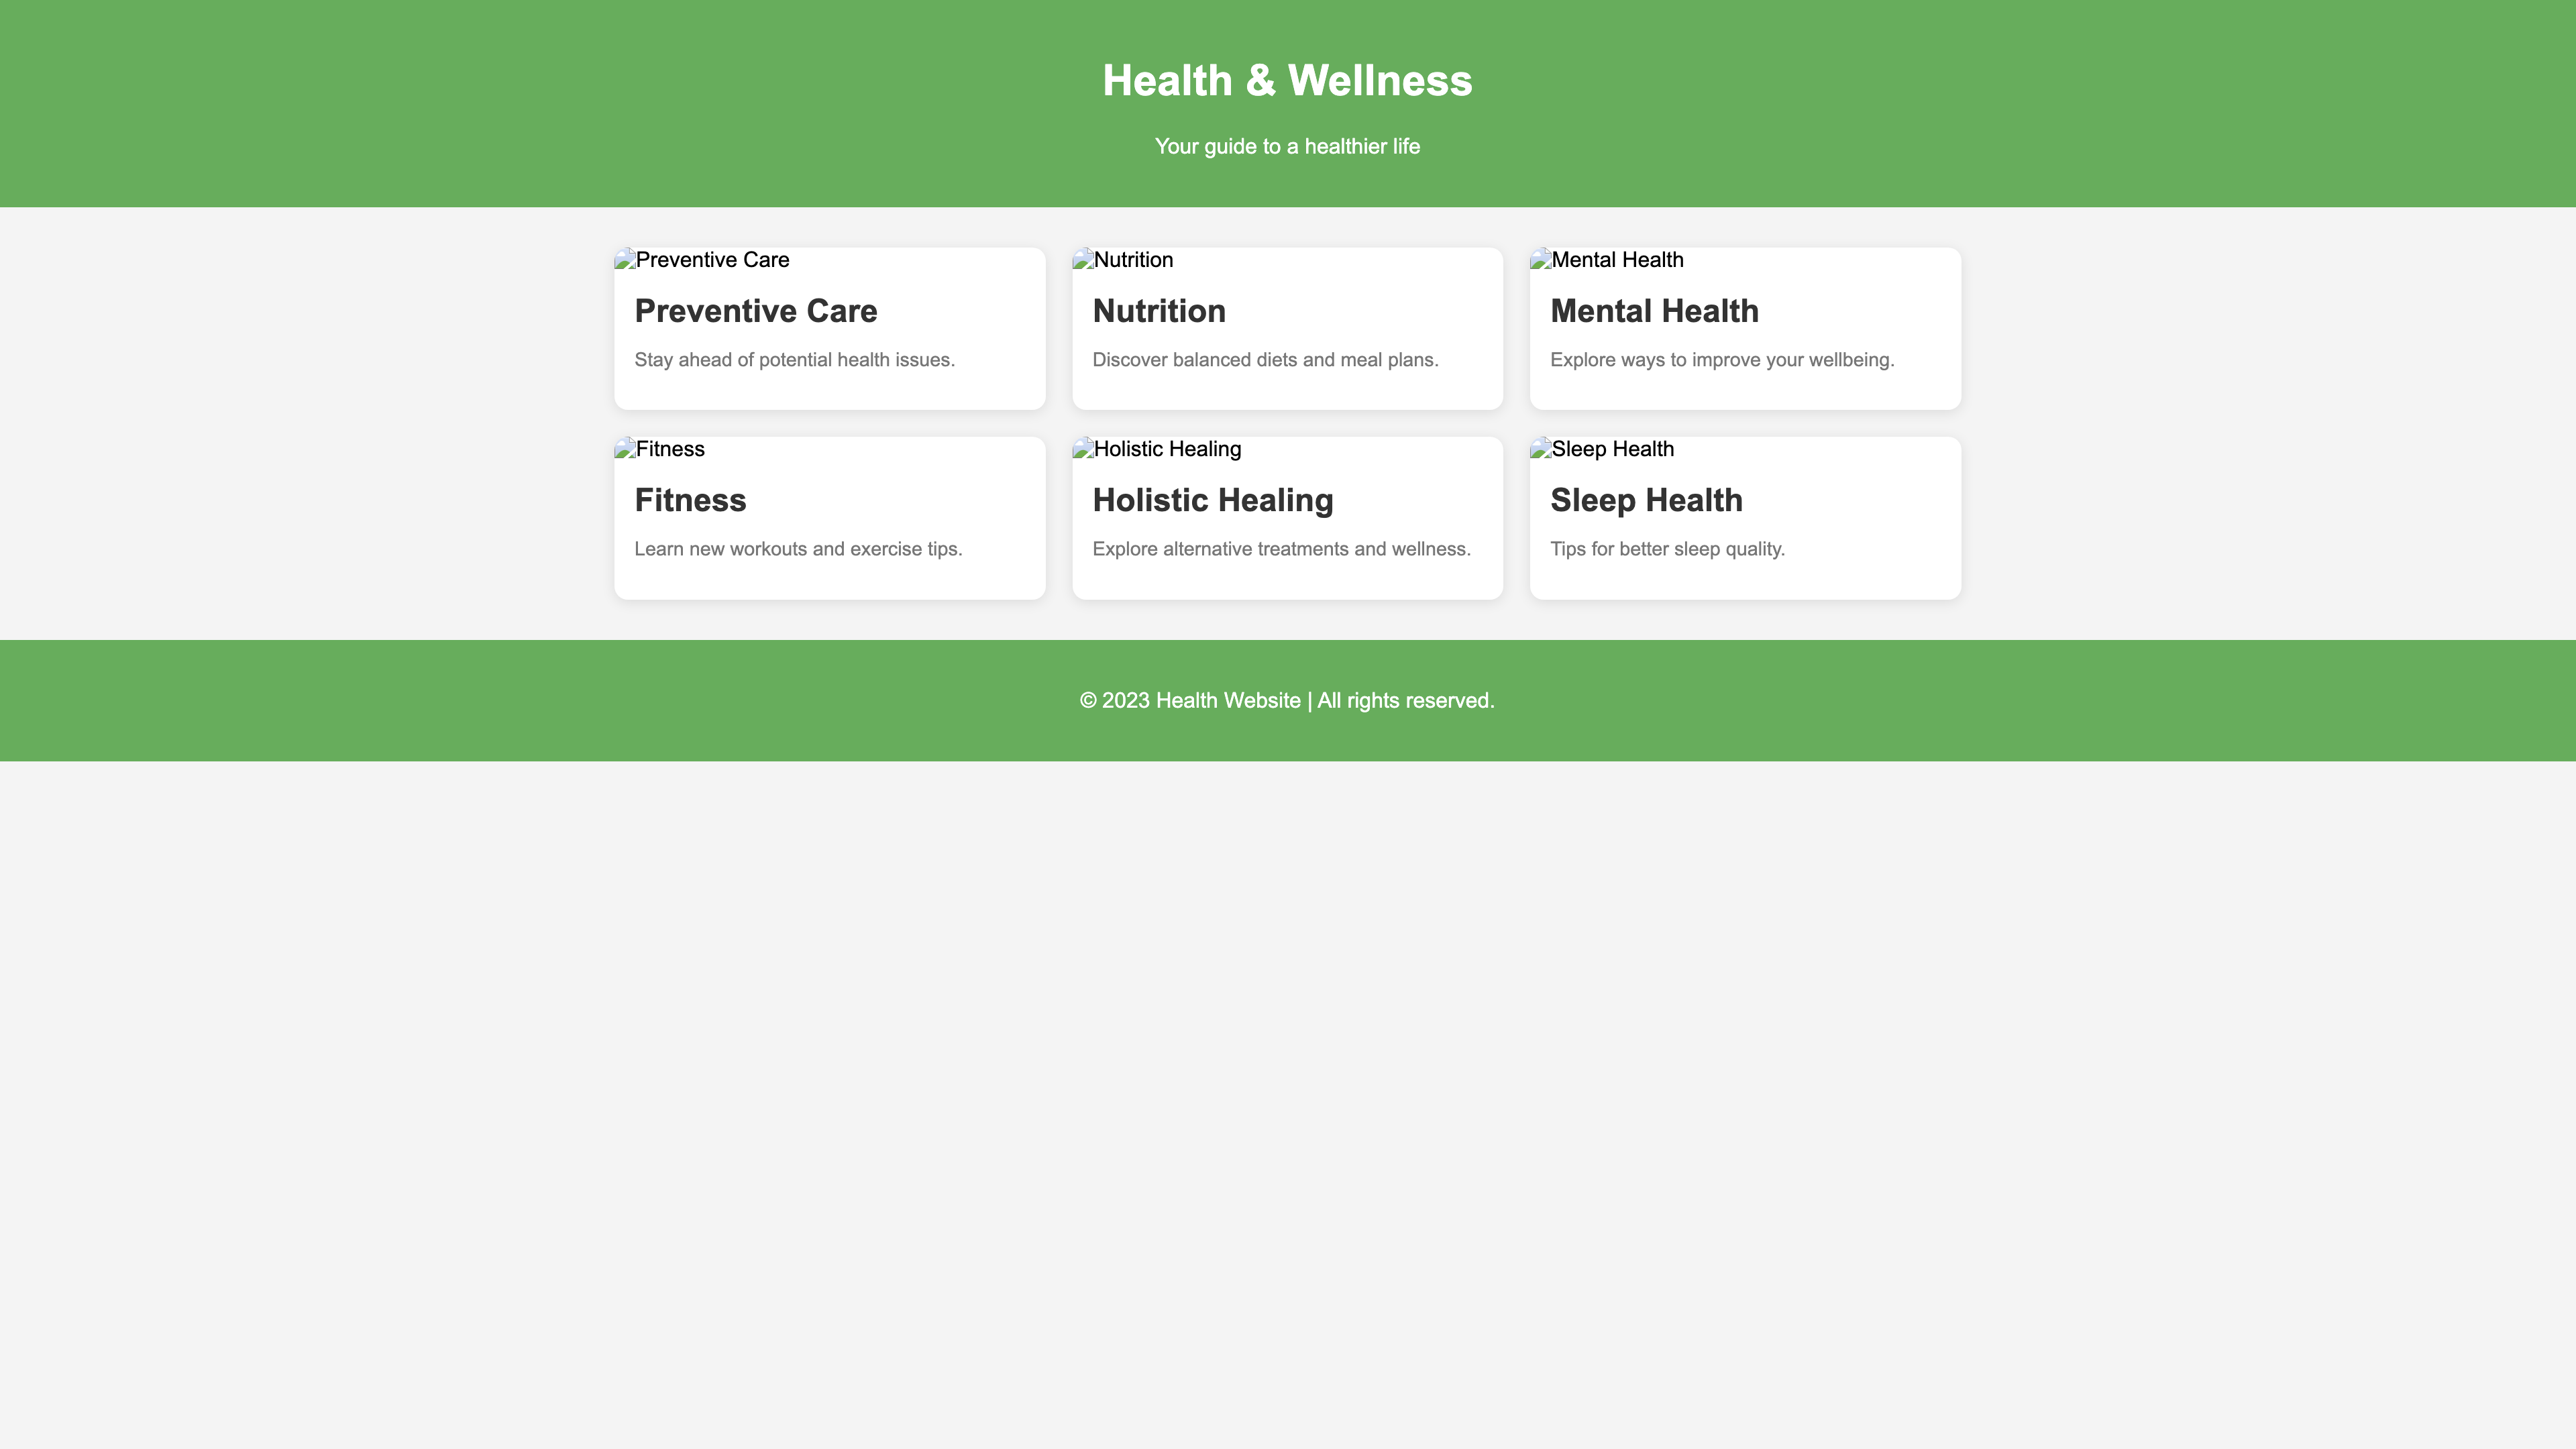 Health & Wellness
Your guide to a healthier life
Preventive Care
Preventive Care
Stay ahead of potential health issues.
Nutrition
Nutrition
Discover balanced diets and meal plans.
Mental Health
Mental Health
Explore ways to improve your wellbeing.
Fitness
Fitness
Learn new workouts and exercise tips.
Holistic Healing
Holistic Healing
Explore alternative treatments and wellness.
Sleep Health
Sleep Health
Tips for better sleep quality.
© 2023 Health Website | All rights reserved.